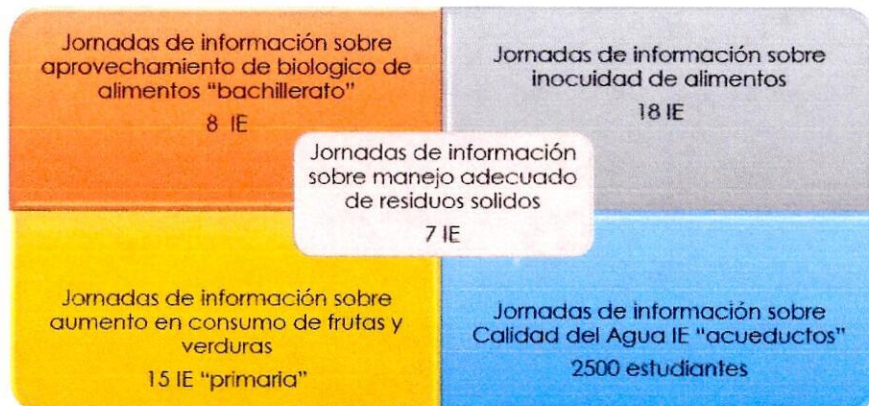 Jornadas de información sobre
aprovechamiento de biologico de
alimentos “bachillerato”
8 IE
Jornadas de información sobre
inocuidad de alimentos
18 IE
Jornadas de información
sobre manejo adecuado
de residuos solidos
7 IE
Jornadas de información sobre
aumento en consumo de frutas y
verduras
15 IE “primaria”
Jornadas de información sobre
Calidad del Agua IE “acueductos”
2500 estudiantes